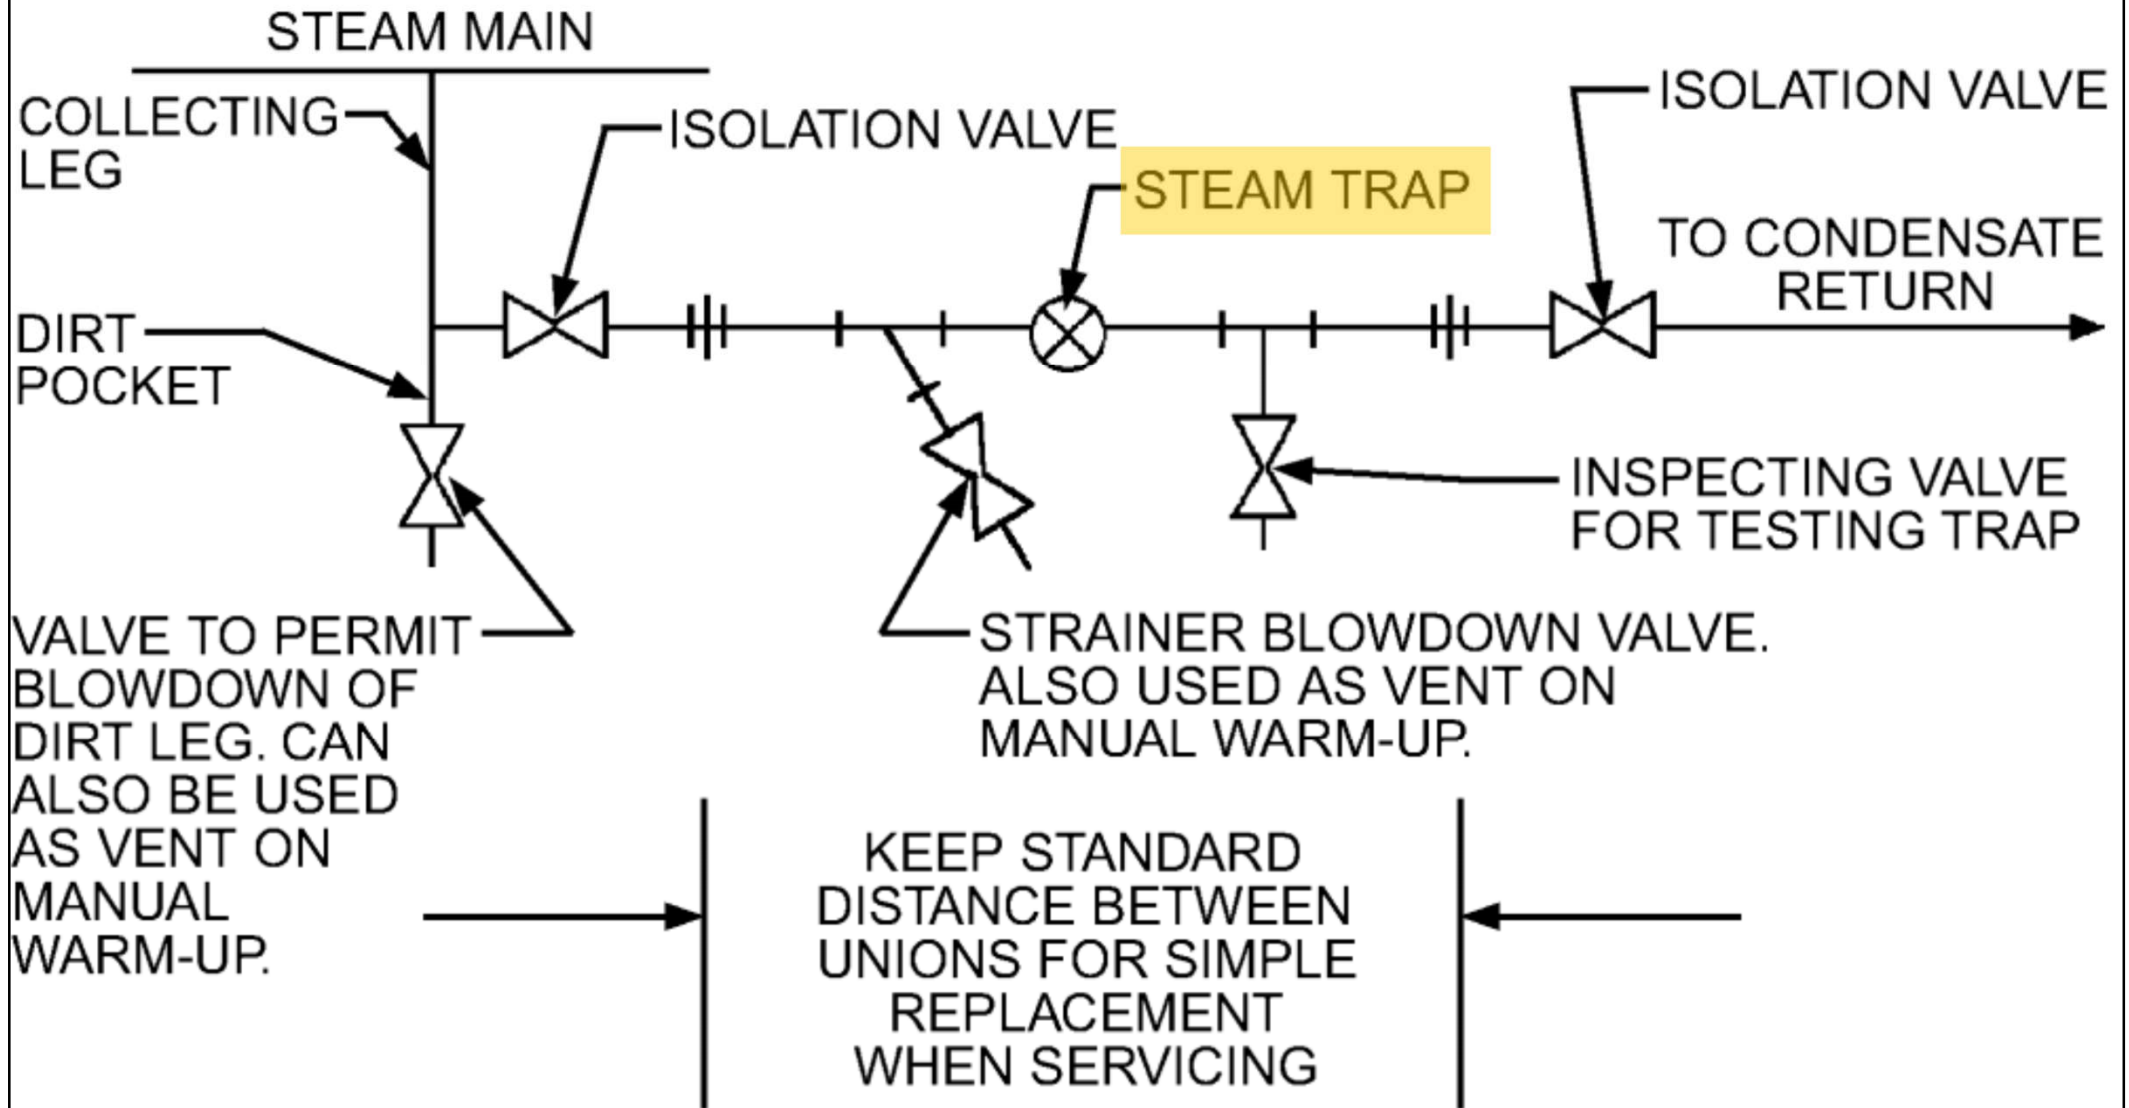 STEAM MAIN
COLLECTING
LEG
ISOLATION VALVE
STEAM TRAP
ISOLATION VALVE
TO CONDENSATE
RETURN
DIRT
POCKET
INSPECTING VALVE
FOR TESTING TRAP
VALVE TO PERMIT
BLOWDOWN OF
DIRT LEG. CAN
ALSO BE USED
AS VENT ON
MANUAL
WARM-UP.
STRAINER BLOWDOWN VALVE.
ALSO USED AS VENT ON
MANUAL WARM-UP.
KEEP STANDARD
DISTANCE BETWEEN
UNIONS FOR SIMPLE
REPLACEMENT
WHEN SERVICING